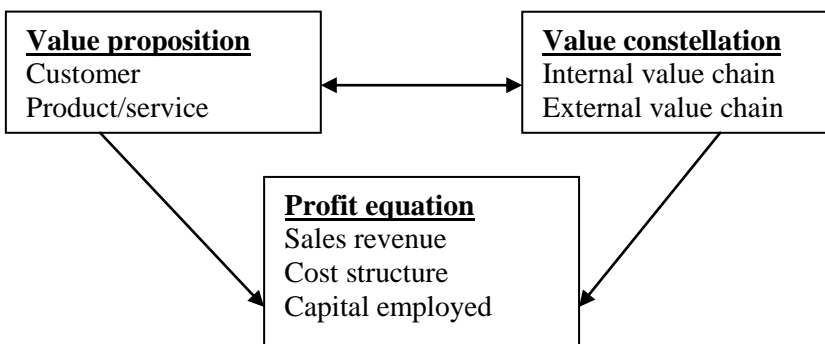 Value proposition
Customer
Product/service
Value constellation
Internal value chain
External value chain
Profit equation
Sales revenue
Cost structure
Capital employed